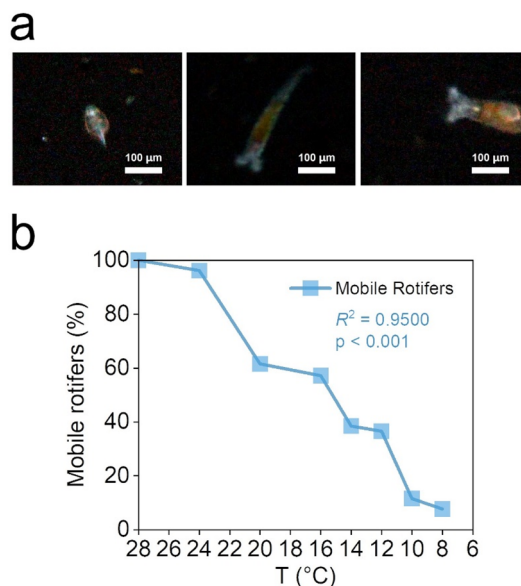 a
100 µm
100 µm
100 µm
b
Mobile rotifers (%)
100
80
60
40
20
0
Mobile Rotifers
R² = 0.9500
p < 0.001
28 26 24 22 20 18 16 14 12 10 8 6
T (°C)